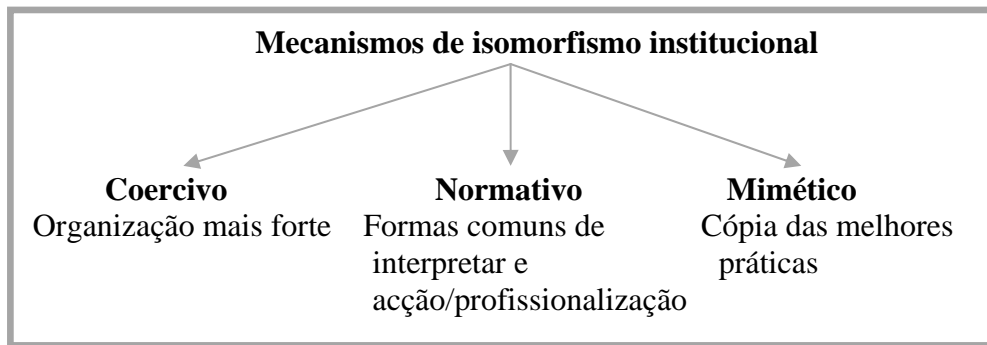 Mecanismos de isomorfismo institucional
Coercivo
Organização mais forte
Normativo
Formas comuns de
interpretar e
acção/profissionalização
Mimético
Cópia das melhores
práticas